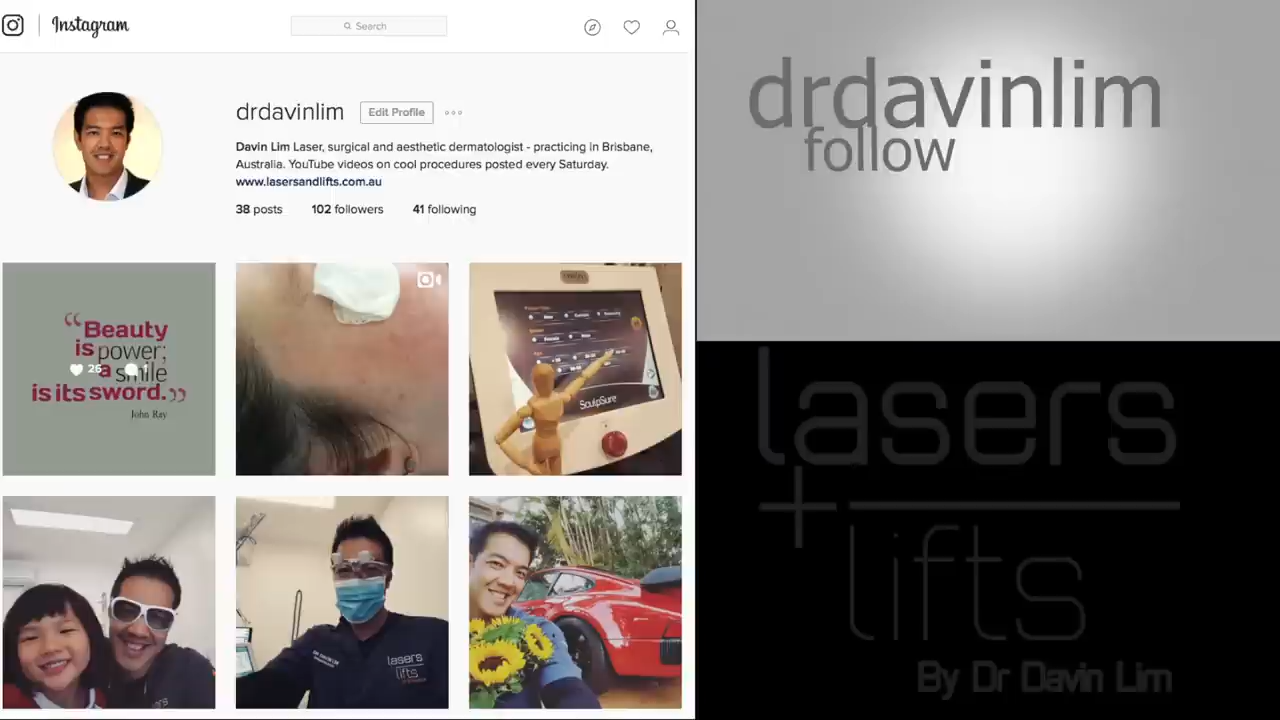 Instagram
Search
drdavinlim
Edit Profile
Davin Lim Laser, surgical and aesthetic dermatologist - practicing in Brisbane,
Australia. YouTube videos on cool procedures posted every Saturday.
www.lasersandlifts.com.au
38 posts 102 followers 41 following
“Beauty
is power;
a smile
is its sword.”
John Ray
26
SculpSure
lasers
lifts
drdavinlim
follow
lasers
+
lifts
By Dr Davin Lim